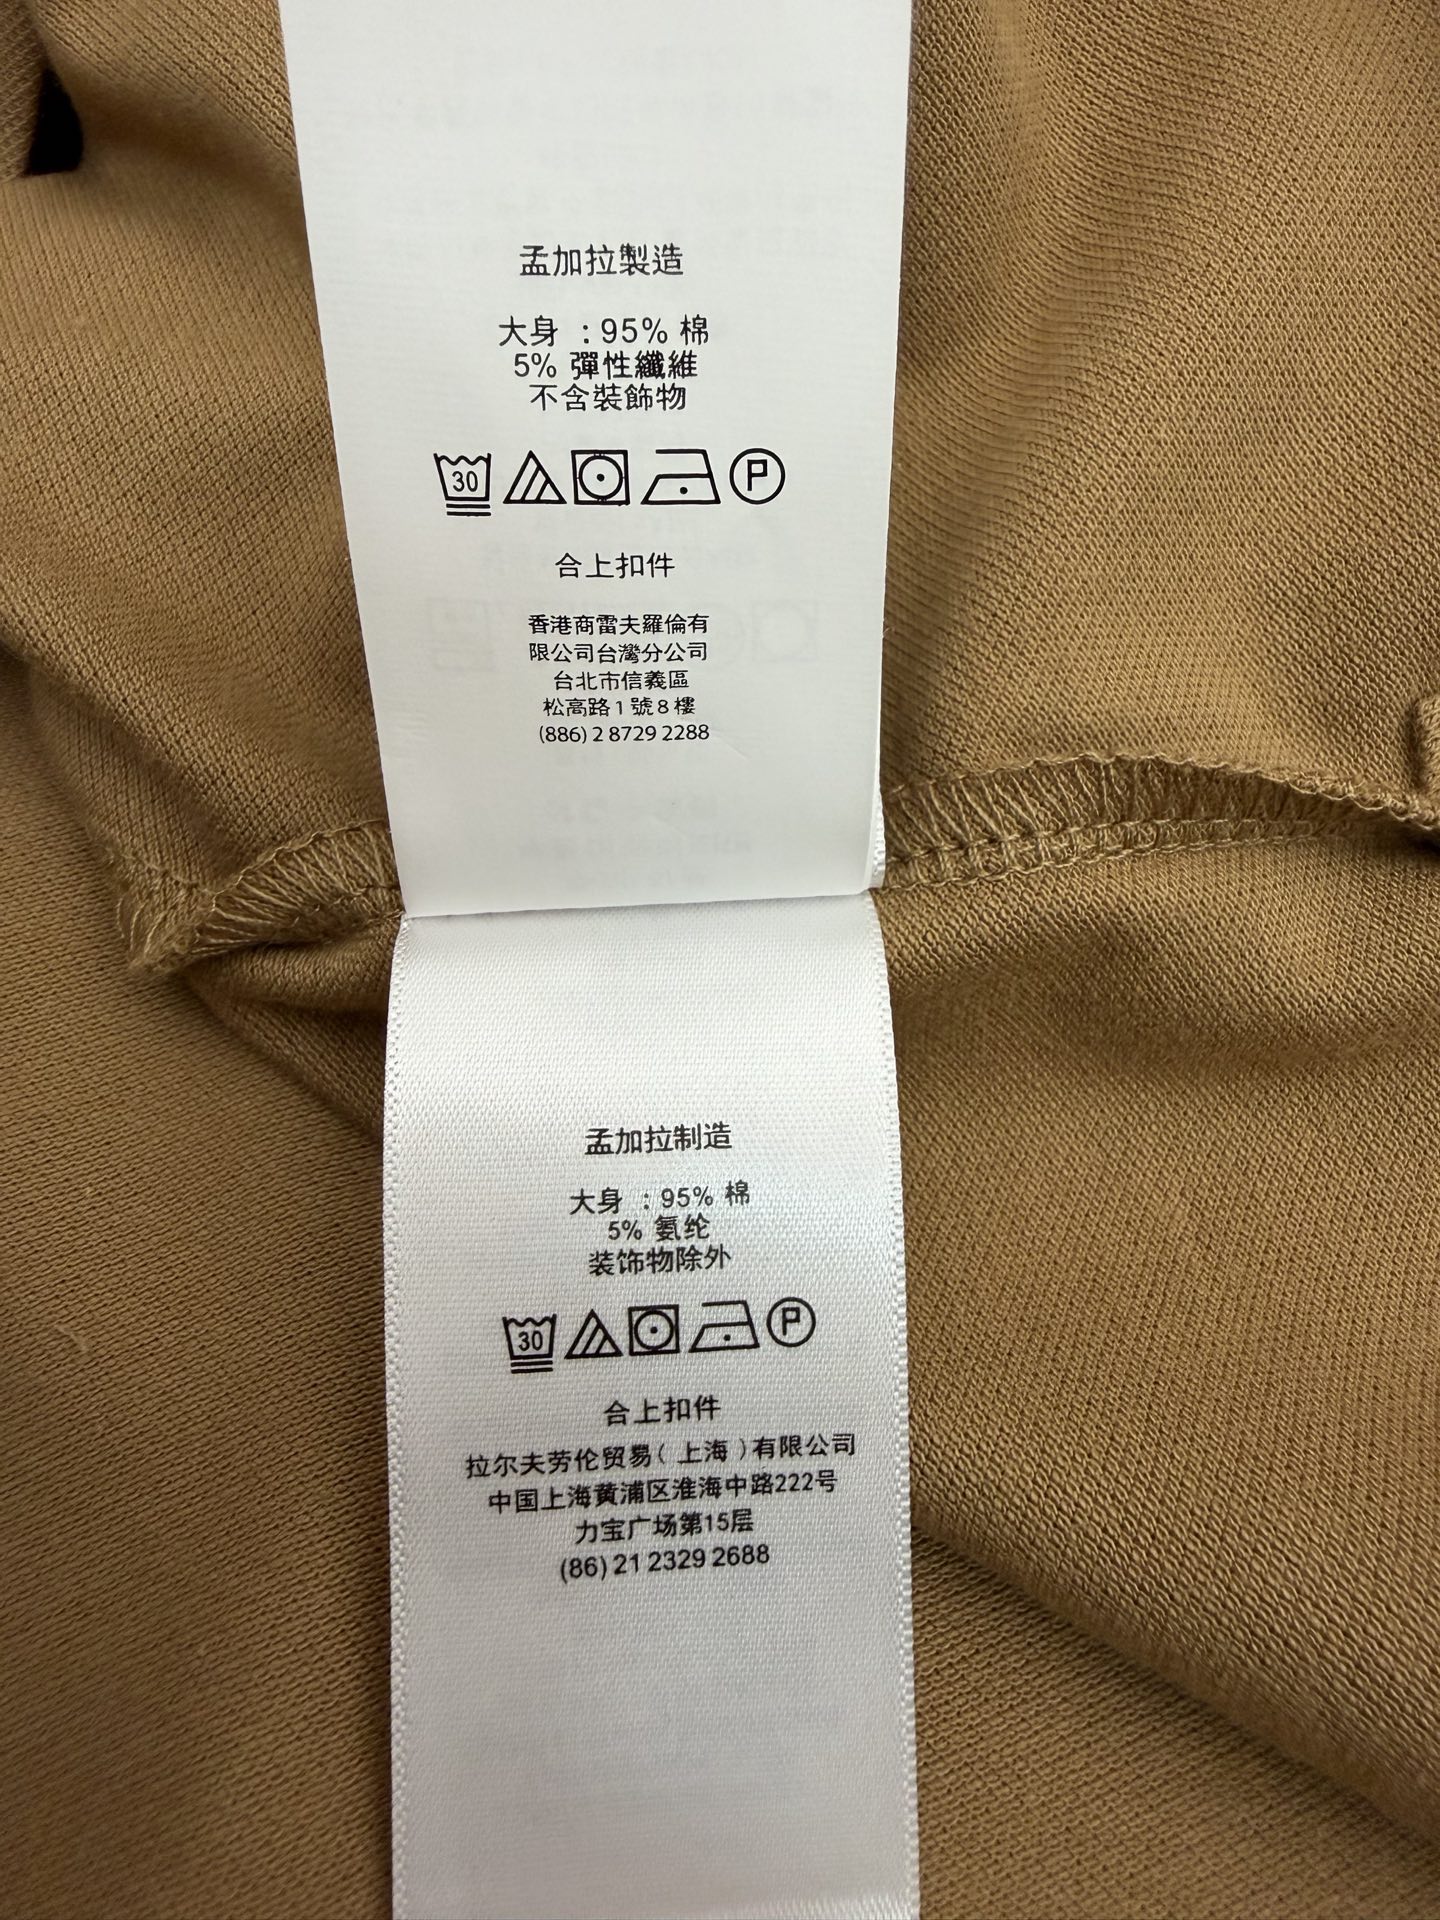 孟加拉製造
大身 : 95% 棉
5% 彈性纖維
不含裝飾物
30 P
合上扣件
香港商雷夫羅倫有
限公司台灣分公司
台北市信義區
松高路1號8樓
(886) 2 8729 2288
孟加拉制造
大身 : 95% 棉
5% 氨纶
装饰物除外
30 P
合上扣件
拉尔夫劳伦贸易(上海)有限公司
中国上海黄浦区淮海中路222号
力宝广场第15层
(86) 21 2329 2688